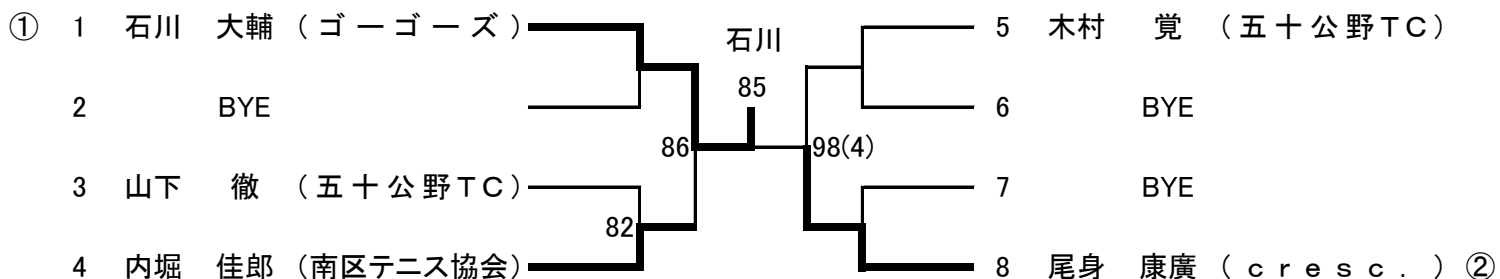 ① 1 石川 大輔 (ゴーゴーズ)
石川
5 木村 覚 (五十公野TC)
85
2 BYE
6 BYE
86
98(4)
3 山下 徹 (五十公野TC)
7 BYE
82
4 内堀 佳郎 (南区テニス協会)
8 尾身 康廣 (cresc.) ②